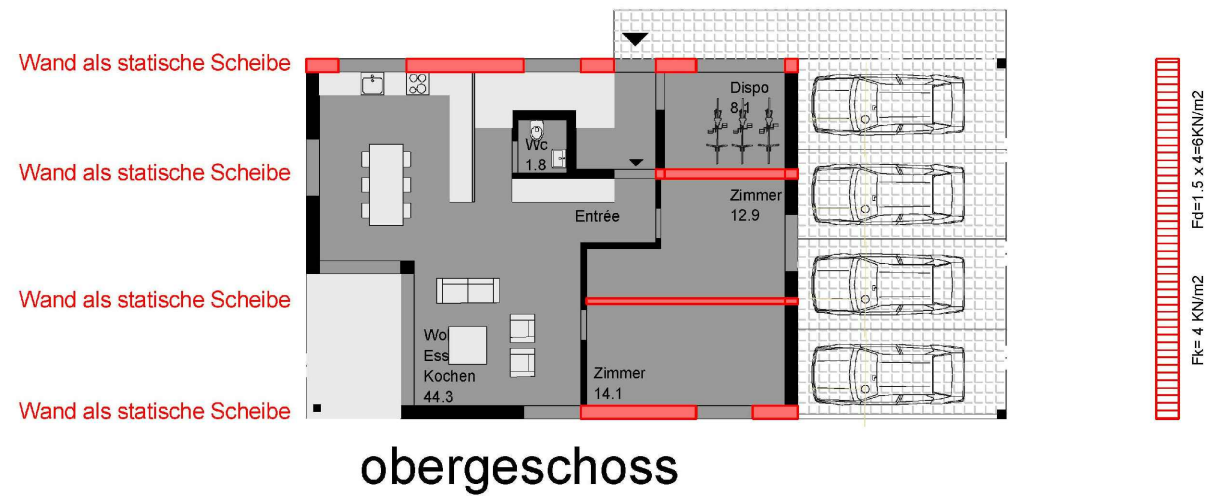 Wand als statische Scheibe
Dispo
8.1
Wc
1.8
Wand als statische Scheibe
Zimmer
12.9
Entrée
Wand als statische Scheibe
Ess
Kochen
44.3
Zimmer
14.1
Wand als statische Scheibe
Fd=1.5 x 4=6KN/m2
Fk= 4 KN/m2
obergeschoss